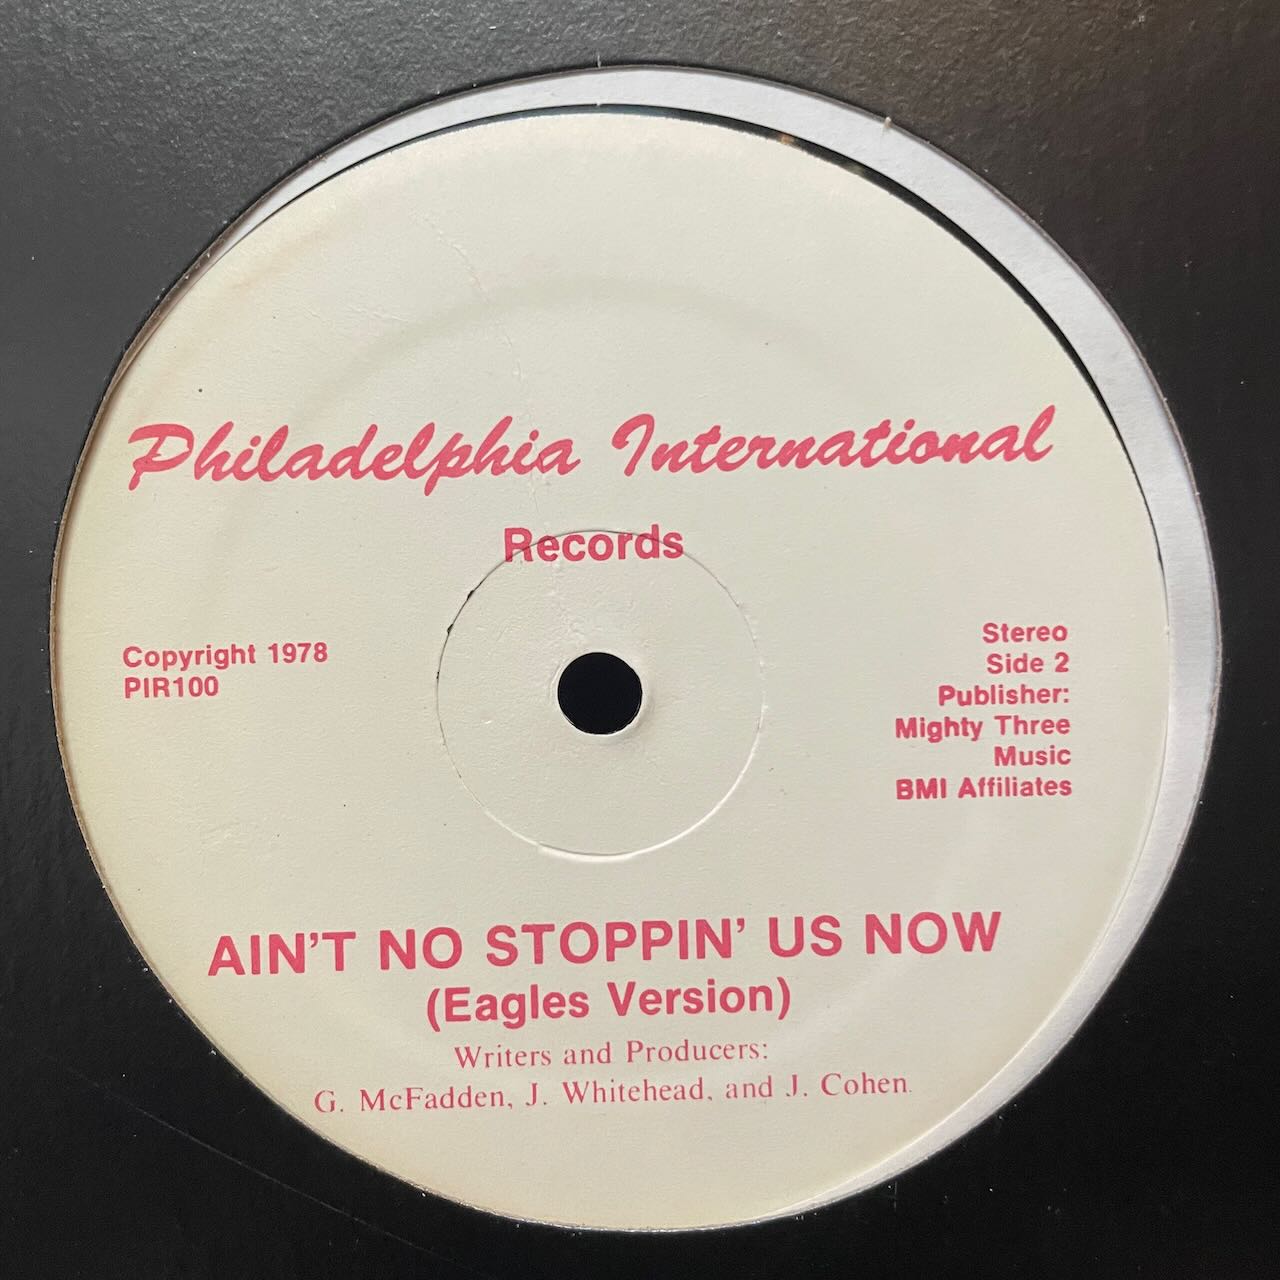 Philadelphia International
Records
Copyright 1978
PIR100
Stereo
Side 2
Publisher:
Mighty Three
Music
BMI Affiliates
AIN'T NO STOPPIN' US NOW
(Eagles Version)
Writers and Producers:
G. McFadden, J. Whitehead, and J. Cohen.